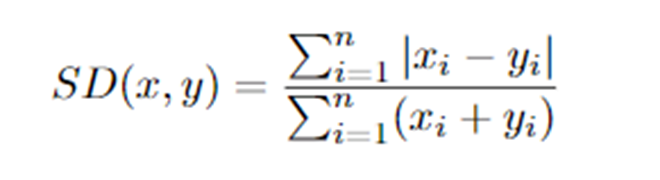 SD(x, y) = \frac{\sum_{i=1}^{n} |x_i - y_i|}{\sum_{i=1}^{n} (x_i + y_i)}